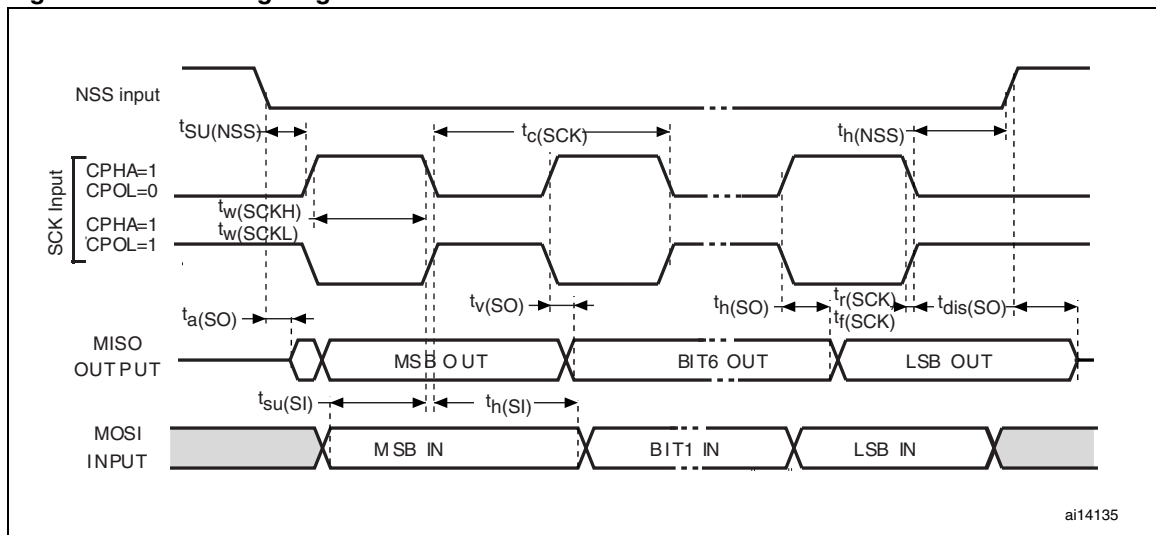 NSS input
tSU(NSS)
tc(SCK)
th(NSS)
SCK Input
CPHA=1
CPOL=0
tw(SCKH)
tw(SCKL)
CPHA=1
CPOL=1
ta(SO)
tv(SO)
th(SO)
tr(SCK)
tf(SCK)
tdis(SO)
MISO
OUTPUT
MSB OUT
BIT6 OUT
LSB OUT
tsu(SI)
th(SI)
MOSI
INPUT
MSB IN
BIT1 IN
LSB IN
ai14135